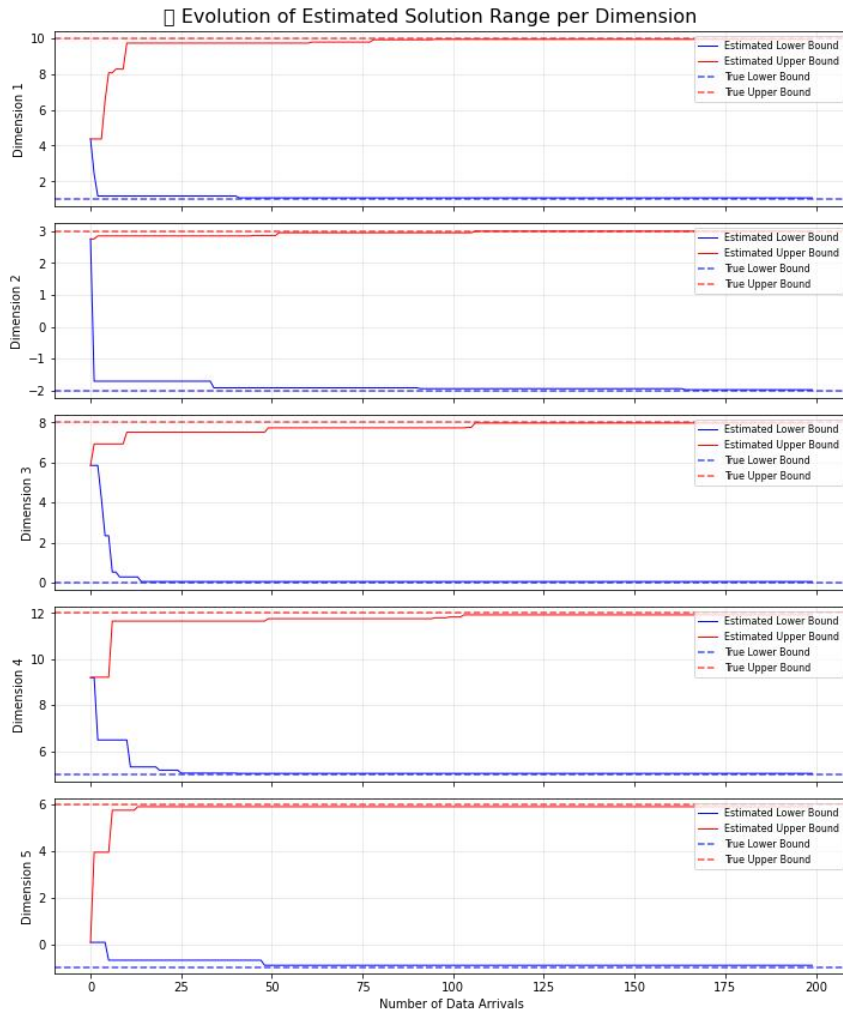 ▯ Evolution of Estimated Solution Range per Dimension
Dimension 1
10
8
6
4
2
Estimated Lower Bound
Estimated Upper Bound
True Lower Bound
True Upper Bound
Dimension 2
3
2
1
0
−1
−2
Estimated Lower Bound
Estimated Upper Bound
True Lower Bound
True Upper Bound
Dimension 3
8
6
4
2
0
Estimated Lower Bound
Estimated Upper Bound
True Lower Bound
True Upper Bound
Dimension 4
12
10
8
6
Estimated Lower Bound
Estimated Upper Bound
True Lower Bound
True Upper Bound
Dimension 5
6
4
2
0
Estimated Lower Bound
Estimated Upper Bound
True Lower Bound
True Upper Bound
0 25 50 75 100 125 150 175 200
Number of Data Arrivals